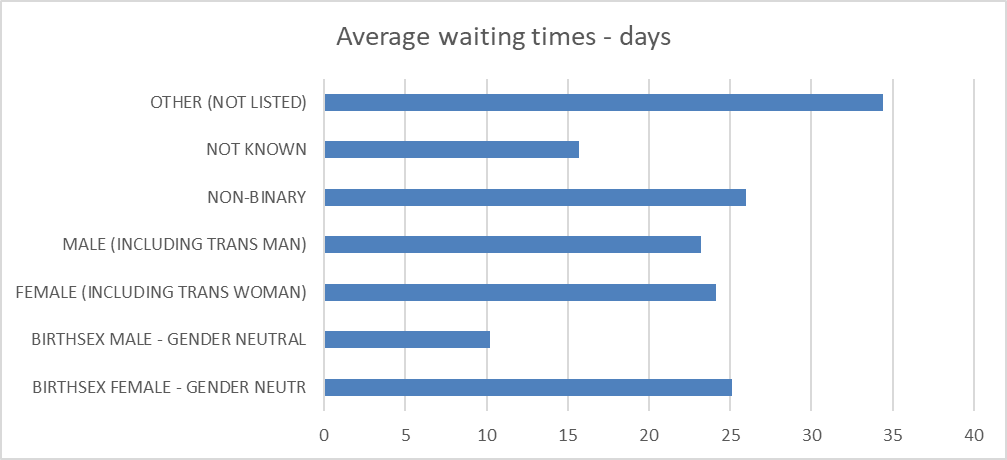 Average waiting times - days
OTHER (NOT LISTED)
NOT KNOWN
NON-BINARY
MALE (INCLUDING TRANS MAN)
FEMALE (INCLUDING TRANS WOMAN)
BIRTHSEX MALE - GENDER NEUTRAL
BIRTHSEX FEMALE - GENDER NEUTR
0 5 10 15 20 25 30 35 40